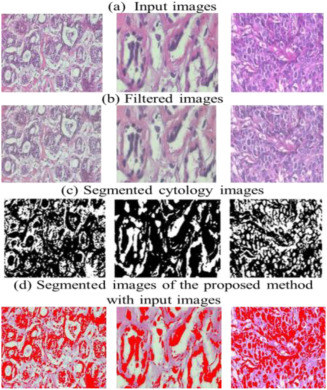 (a) Input images
(b) Filtered images
(c) Segmented cytology images
(d) Segmented images of the proposed method
with input images